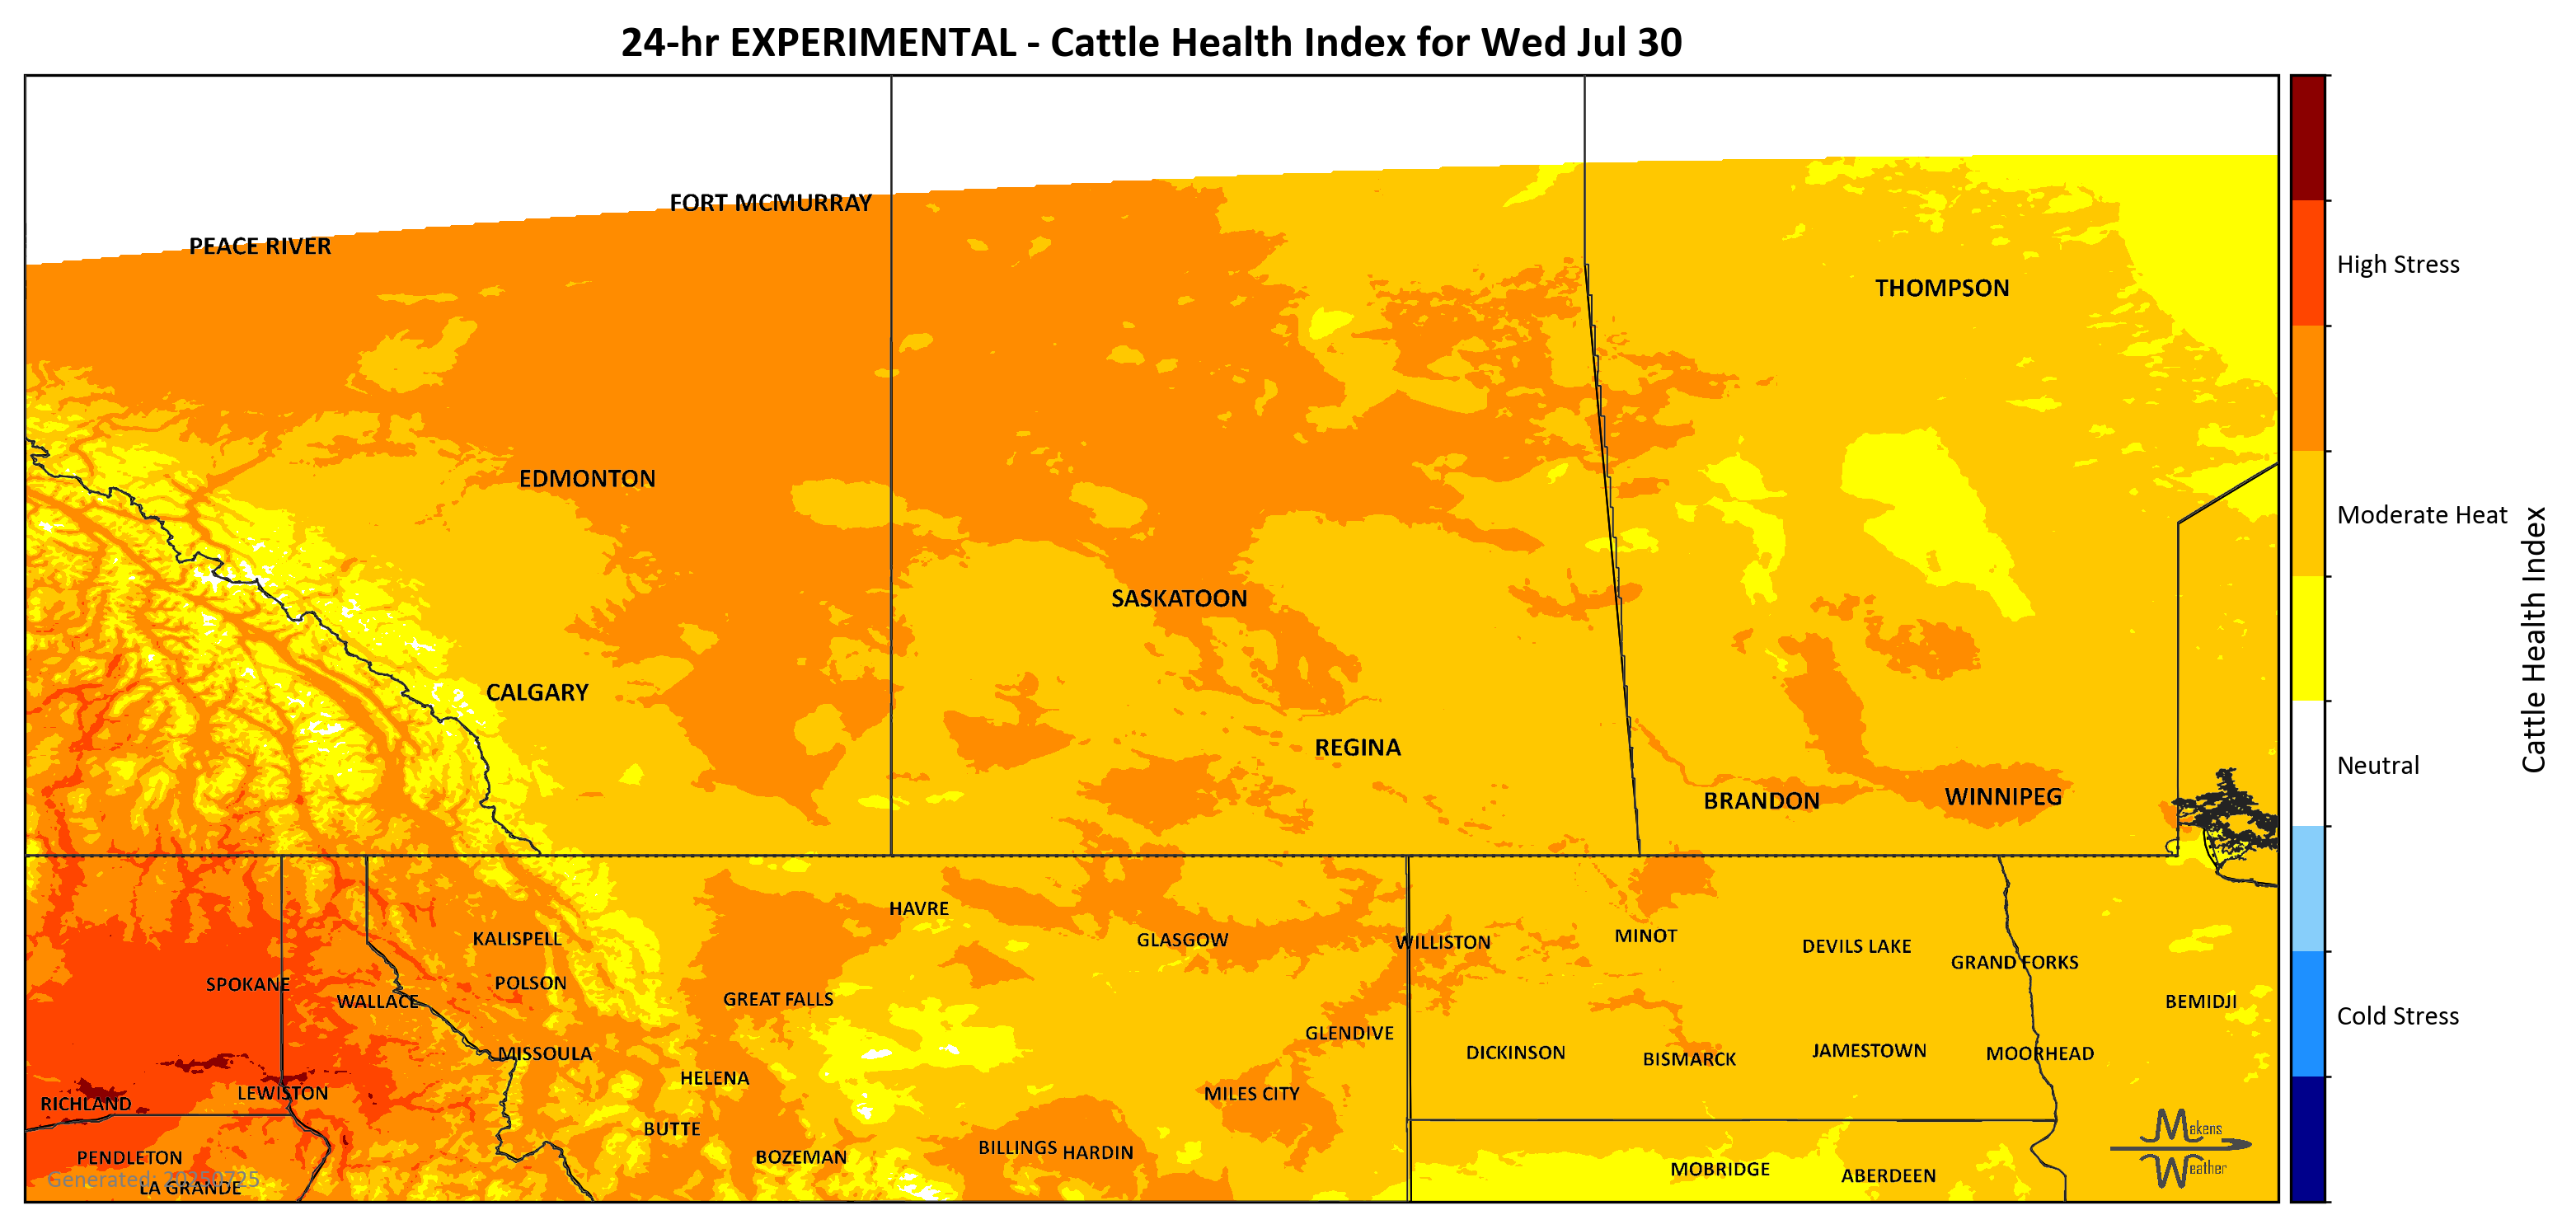 24-hr EXPERIMENTAL - Cattle Health Index for Wed Jul 30
FORT MCMURRAY
PEACE RIVER
THOMPSON
High Stress
EDMONTON
Moderate Heat
SASKATOON
CALGARY
REGINA
Cattle Health Index
Neutral
BRANDON
WINNIPEG
HAVRE
KALISPELL
GLASGOW
WILLISTON
MINOT
DEVILS LAKE
GRAND FORKS
SPOKANE
POLSON
WALLACE
GREAT FALLS
BEMIDJI
Cold Stress
GLENDIVE
MISSOULA
DICKINSON
BISMARCK
JAMESTOWN
MOORHEAD
HELENA
LEWISTON
MILES CITY
RICHLAND
BUTTE
BILLINGS
HARDIN
BOZEMAN
PENDLETON
MOBRIDGE
ABERDEEN
Makens
Weather
Generated: 20250725
LA GRANDE